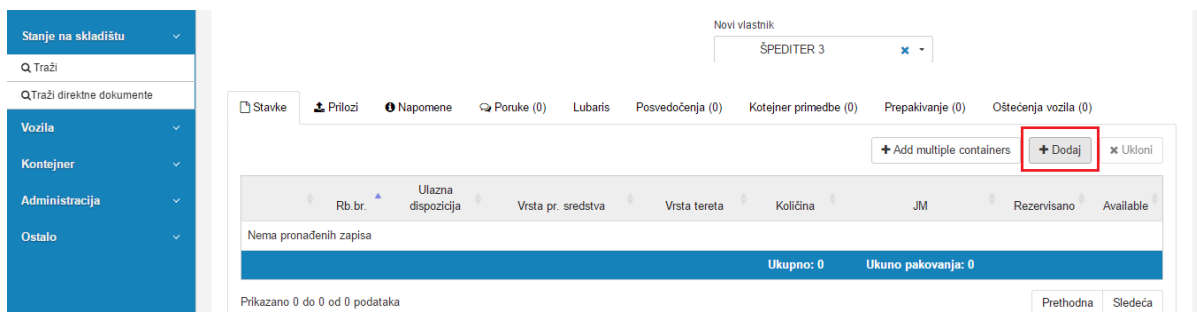 Novi vlastnik
ŠPEDITER 3
Stanje na skladištu
Traži
Traži direktne dokumente
Vozila
Kontejner
Administracija
Ostalo
Stavke Prilozi Napomene Poruke (0) Lubaris Posvedočenja (0) Kotejner primedbe (0) Prepakivanje (0) Oštećenja vozila (0)
Add multiple containers Dodaj Ukloni
Rb.br. Ulazna dispozicija Vrsta pr. sredstva Vrsta tereta Količina JM Rezervisano Available
Nema pronađenih zapisa
Ukupno: 0 Ukuno pakovanja: 0
Prikazano 0 do 0 od 0 podataka
Prethodna Sledeća